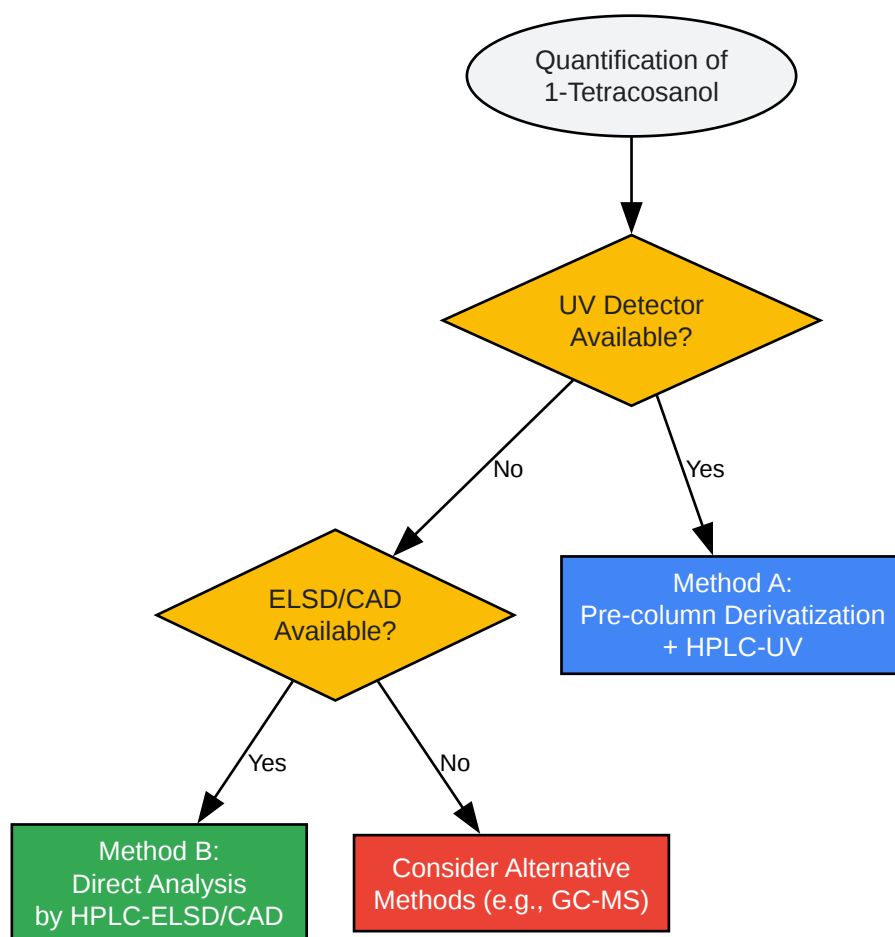 Quantification of
1-Tetracosanol
UV Detector
Available?
No
Yes
ELSD/CAD
Available?
Method A:
Pre-column Derivatization
+ HPLC-UV
Yes
No
Method B:
Direct Analysis
by HPLC-ELSD/CAD
Consider Alternative
Methods (e.g., GC-MS)